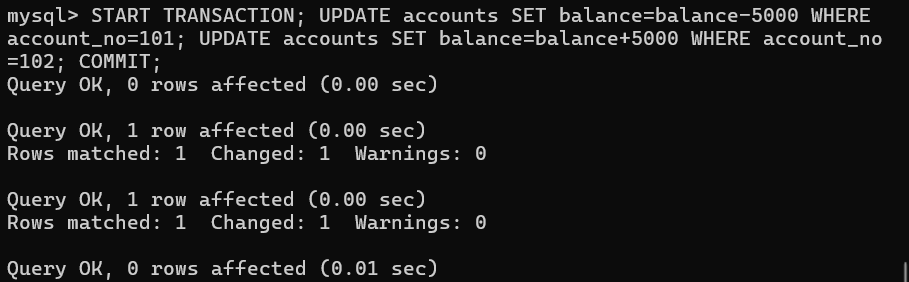 mysql> START TRANSACTION; UPDATE accounts SET balance=balance-5000 WHERE
account_no=101; UPDATE accounts SET balance=balance+5000 WHERE account_no
=102; COMMIT;
Query OK, 0 rows affected (0.00 sec)

Query OK, 1 row affected (0.00 sec)
Rows matched: 1  Changed: 1  Warnings: 0

Query OK, 1 row affected (0.00 sec)
Rows matched: 1  Changed: 1  Warnings: 0

Query OK, 0 rows affected (0.01 sec)